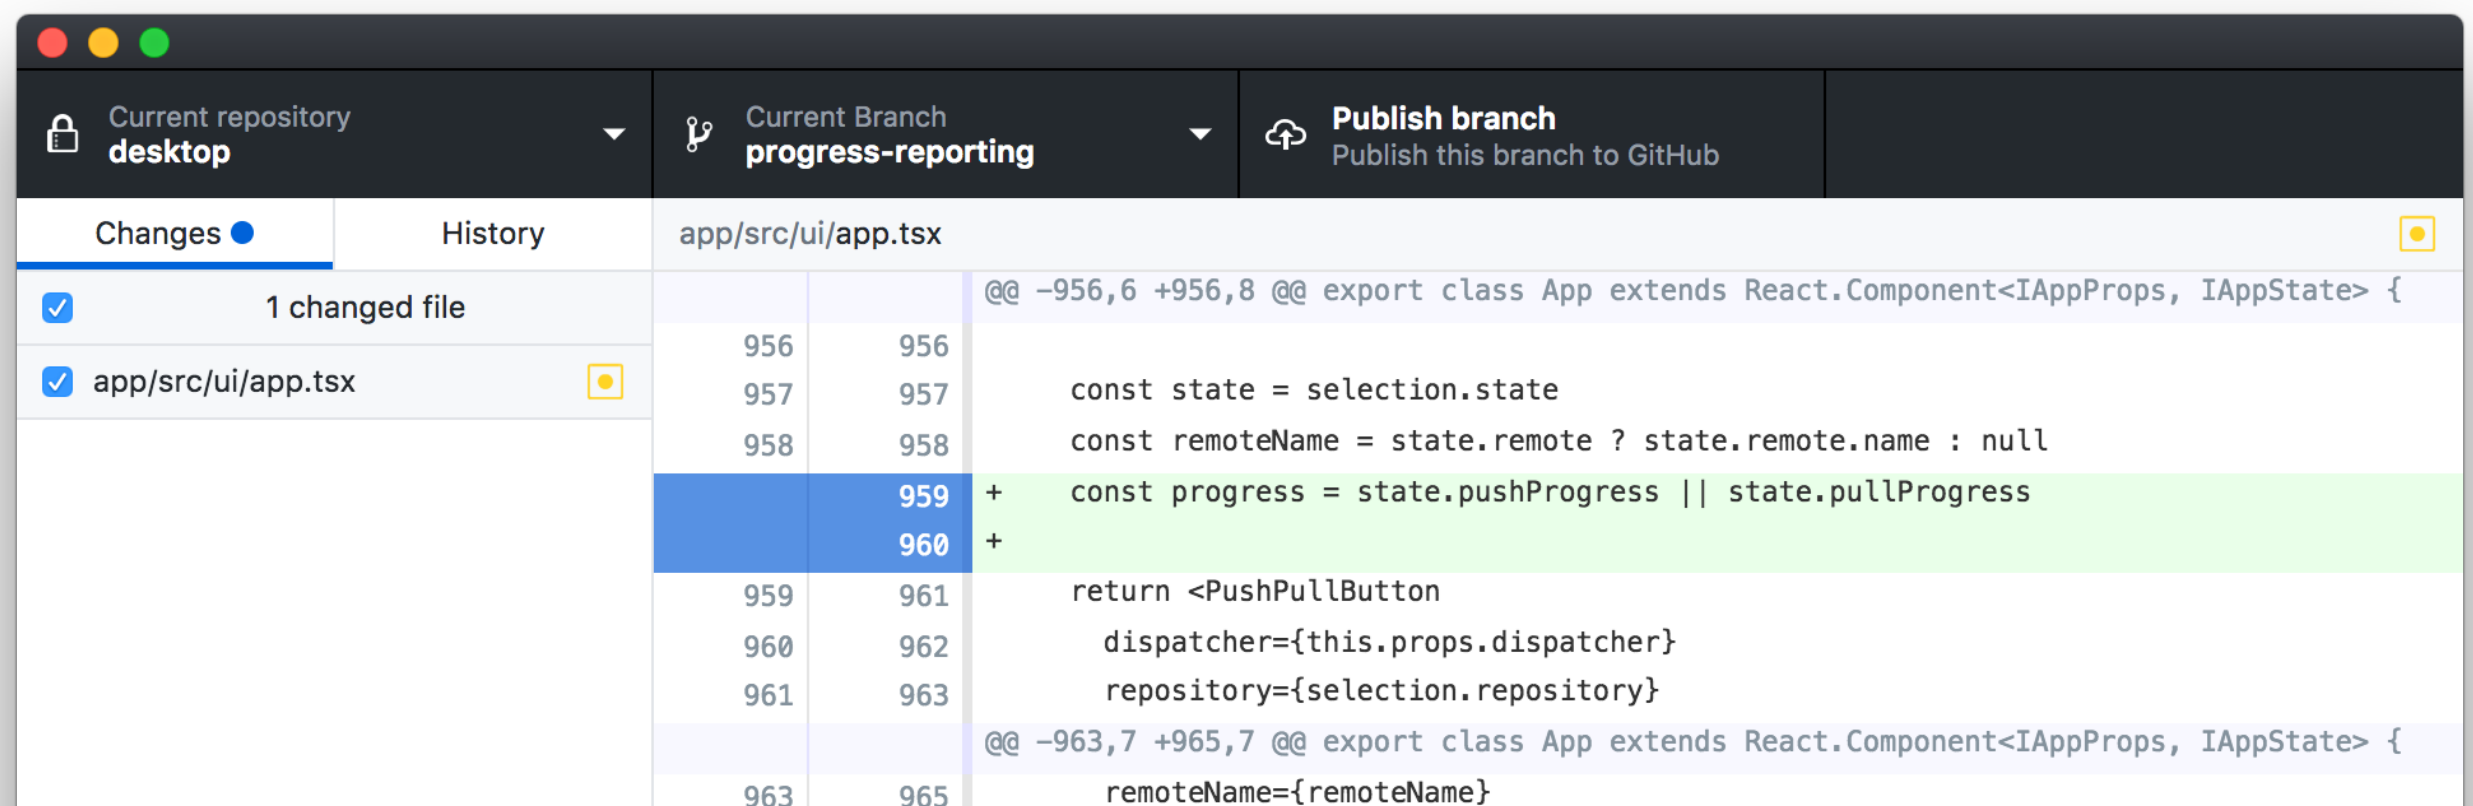 Current repository
desktop
Current Branch
progress-reporting
Publish branch
Publish this branch to GitHub
Changes
History
1 changed file
app/src/ui/app.tsx
app/src/ui/app.tsx
@@ -956,6 +956,8 @@ export class App extends React.Component<IAppProps, IAppState> {
956 956
957 957 const state = selection.state
958 958 const remoteName = state.remote ? state.remote.name : null
959 + const progress = state.pushProgress || state.pullProgress
960 +
959 961 return <PushPullButton
960 962 dispatcher={this.props.dispatcher}
961 963 repository={selection.repository}
@@ -963,7 +965,7 @@ export class App extends React.Component<IAppProps, IAppState> {
963 965 remoteName={remoteName}